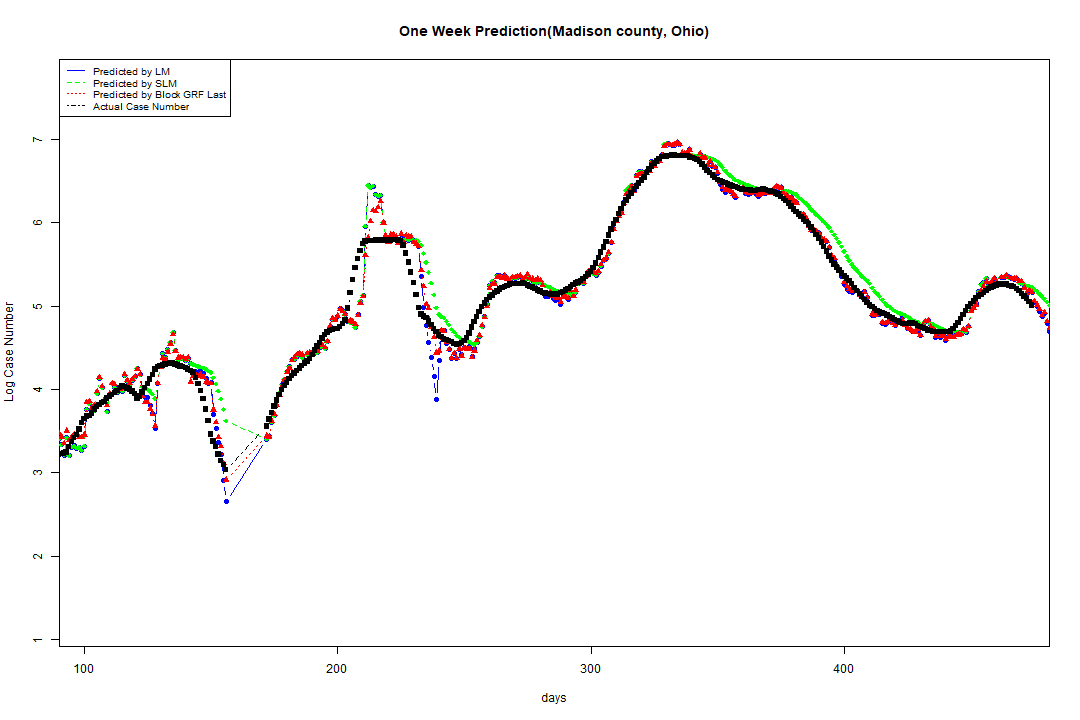 One Week Prediction(Madison county, Ohio)
Predicted by LM
Predicted by SLM
Predicted by Block GRF Last
Actual Case Number
7
6
5
4
3
2
1
Log Case Number
100 200 300 400
days